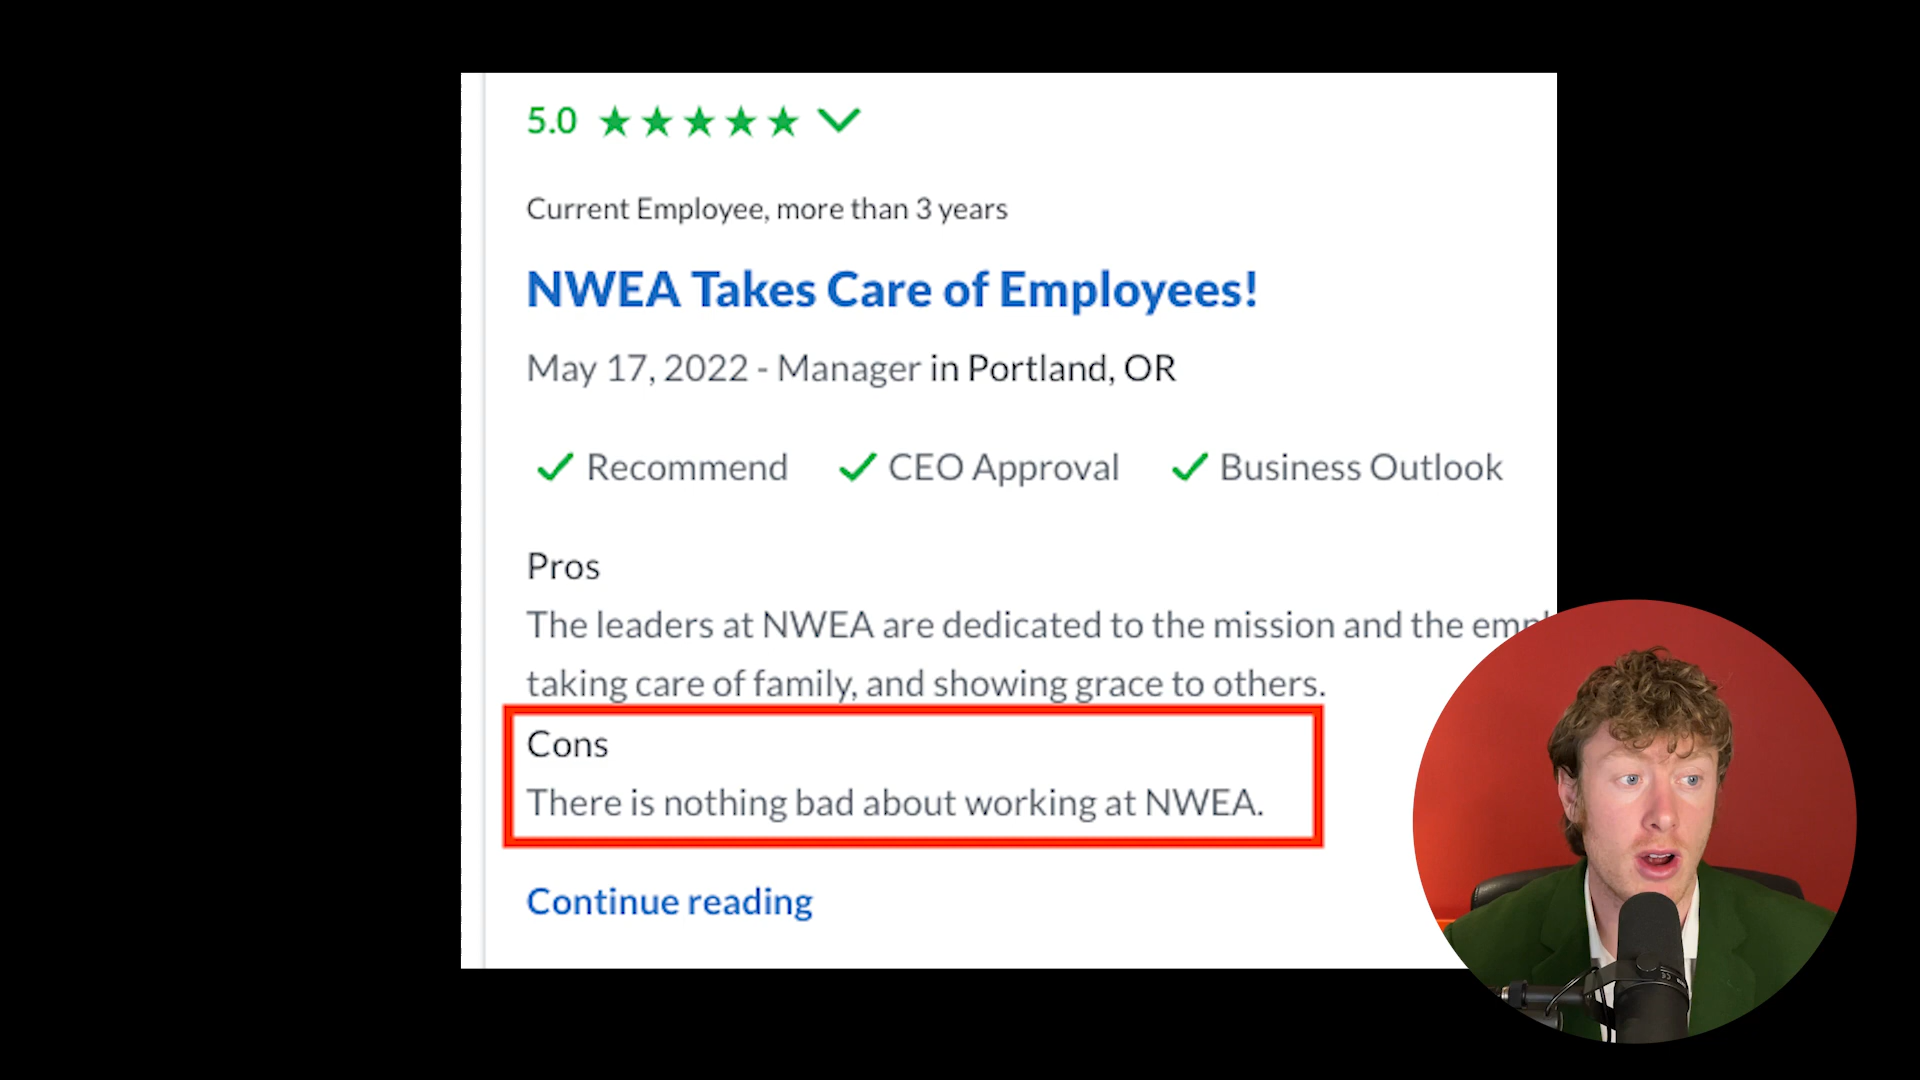 5.0
Current Employee, more than 3 years
NWEA Takes Care of Employees!
May 17, 2022 - Manager in Portland, OR
Recommend CEO Approval Business Outlook
Pros
The leaders at NWEA are dedicated to the mission and the
taking care of family, and showing grace to others.
Cons
There is nothing bad about working at NWEA.
Continue reading